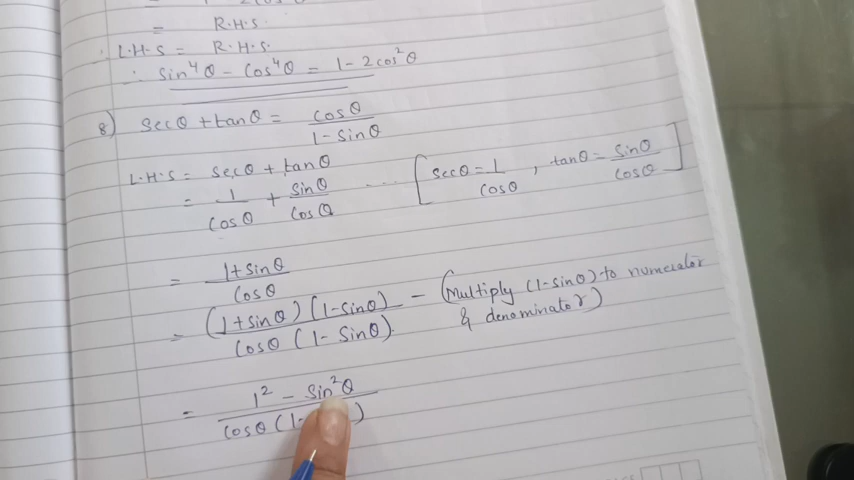 = R.H.S.
∴ L.H.S = R.H.S.
∴ sin⁴θ - cos⁴θ = 1 - 2cos²θ
8) secθ + tanθ = cosθ / 1 - sinθ
L.H.S = secθ + tanθ
= 1/cosθ + sinθ/cosθ ---- [secθ = 1/cosθ, tanθ = sinθ/cosθ]
= 1+sinθ / cosθ
= (1+sinθ)(1-sinθ) / cosθ(1-sinθ) - (Multiply (1-sinθ) to numerator
& denominator)
= 1² - sin²θ / cosθ(1- )